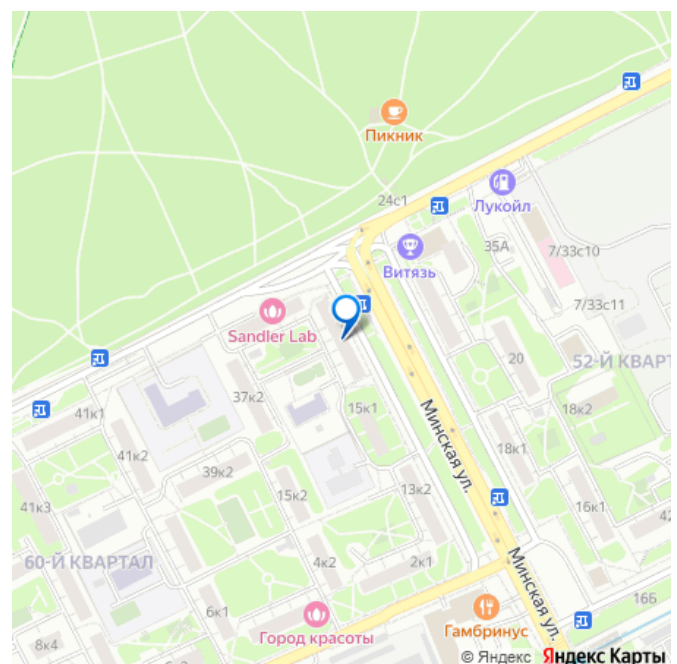 Пикник
24с1
Лукойл
35А
7/33с10
Витязь
7/33с11
Sandler Lab
20
52-Й КВАРТ
37к2
15к1
18к2
41к1
Минская ул.
41к2
18к1
39к2
13к2
15к2
16к1
41к3
42
60-Й КВАРТАЛ
4к2
2к1
Минская ул.
16Б
6к1
Город красоты
Гамбринус
8к4
© Яндекс Яндекс Карты